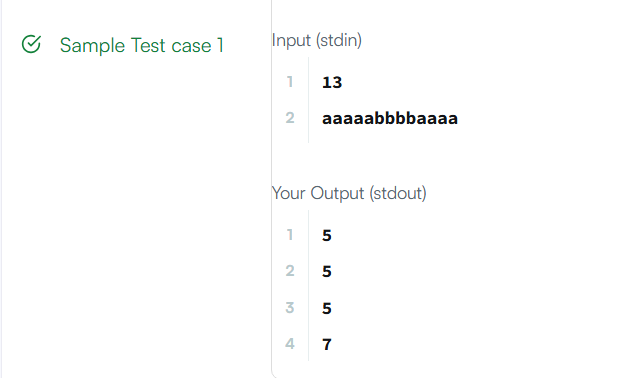 Sample Test case 1
Input (stdin)
1 13
2 aaaaabbbbaaaa
Your Output (stdout)
1 5
2 5
3 5
4 7